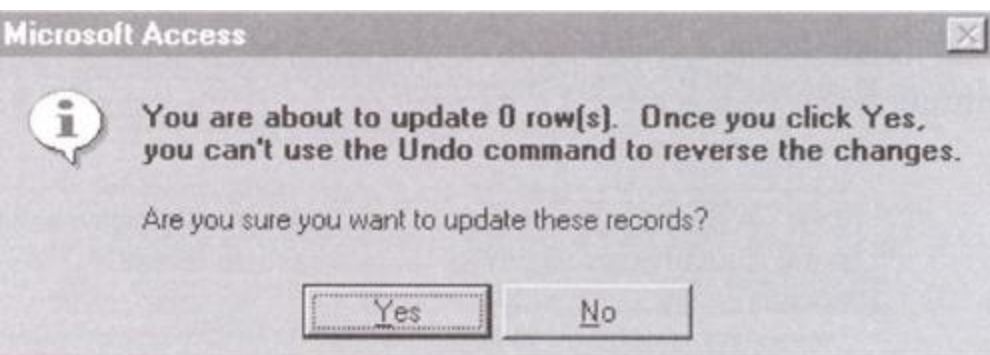 Microsoft Access
You are about to update 0 row(s). Once you click Yes,
you can't use the Undo command to reverse the changes.
Are you sure you want to update these records?
Yes No